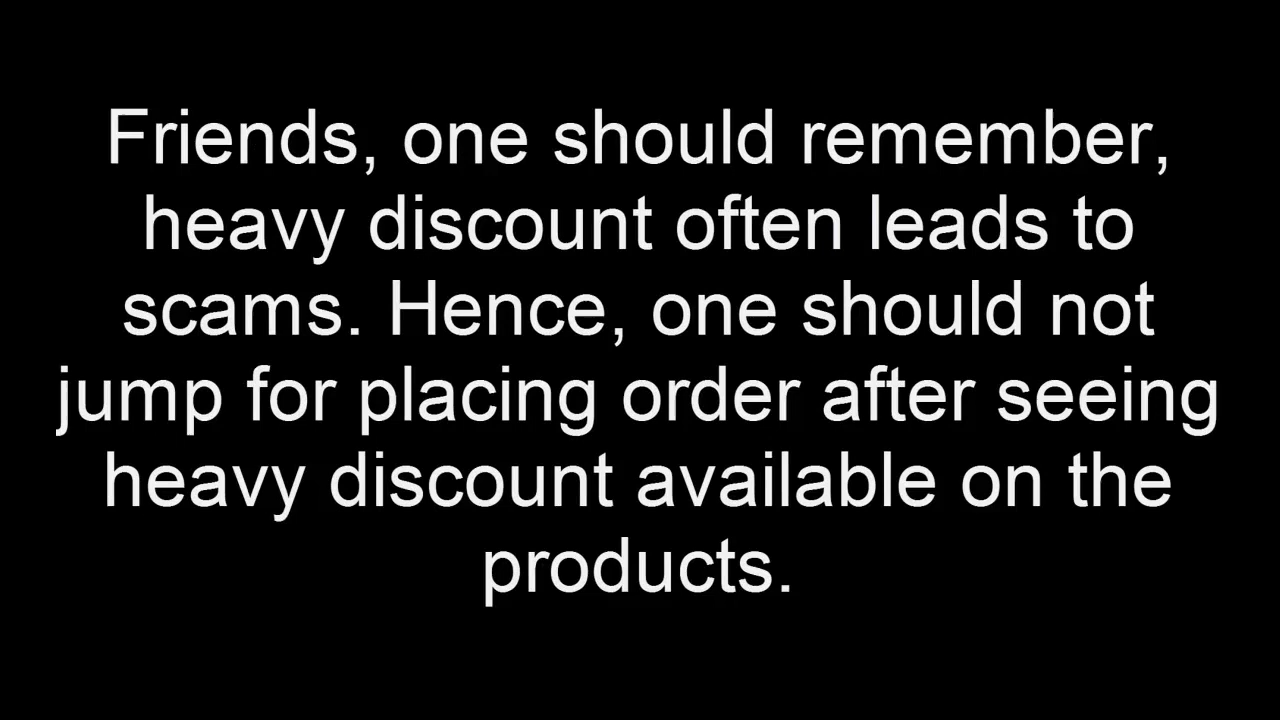 Friends, one should remember,
heavy discount often leads to
scams. Hence, one should not
jump for placing order after seeing
heavy discount available on the
products.